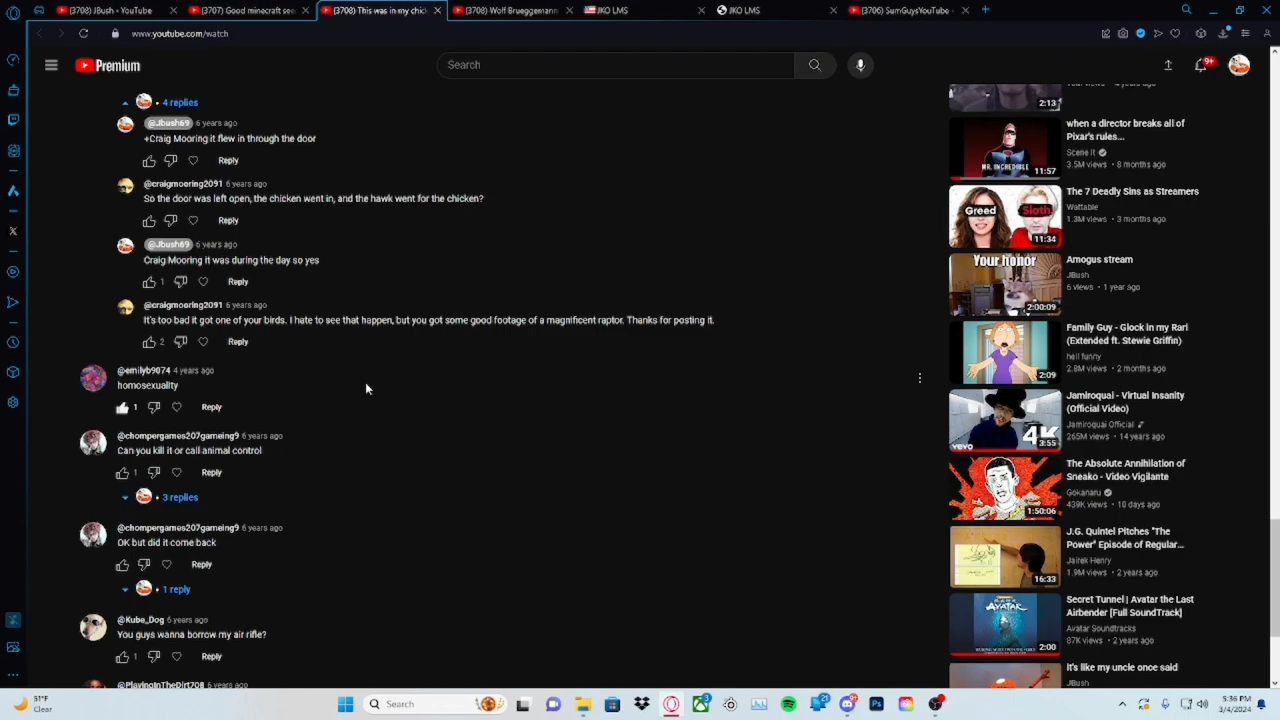 (3708) JBush - YouTube
(3707) Good minecraft se
(3708) This was in my chic
(3708) Wolf Brueggemann
JKO LMS
JKO LMS
(3706) SumGuysYouTube
www.youtube.com/watch
Premium
Search
9+
4 replies
@Jbush69 6 years ago
+Craig Mooring it flew in through the door
Reply
@craigmooring2091 6 years ago
So the door was left open, the chicken went in, and the hawk went for the chicken?
Reply
@Jbush69 6 years ago
Craig Mooring it was during the day so yes
1 Reply
@craigmooring2091 6 years ago
It's too bad it got one of your birds. I hate to see that happen, but you got some good footage of a magnificent hawk. Thanks for posting it.
2 Reply
@emilyb9074 4 years ago
homosexuality
1 Reply
@chompergames207gameing9 6 years ago
Can you kill it or call animal control
1 Reply
3 replies
@chompergames207gameing9 6 years ago
OK but did it come back
Reply
1 reply
@Kube_Dog 6 years ago
You guys wanna borrow my air rifle?
1 Reply
@PlayingInTheDirt708 6 years ago
2:13
when a director breaks all of
Pixar's rules...
Scene It
3.5M views • 8 months ago
MR. INCREDIBLE
11:57
The 7 Deadly Sins as Streamers
Wattable
1.3M views • 3 months ago
Greed
Sloth
11:34
Amogus stream
JBush
6 views • 1 year ago
Your honor
2:00:09
Family Guy - Glock in my Rari
(Extended ft. Stewie Griffin)
hell funny
2.8M views • 2 months ago
2:09
Jamiroquai - Virtual Insanity
(Official Video)
Jamiroquai Official
265M views • 14 years ago
4K
vevo
3:55
The Absolute Annihilation of
Sneako - Video Vigilante
Gokanaru
439K views • 10 days ago
1:50:06
J.G. Quintel Pitches "The
Power" Episode of Regular...
Jairek Henry
1.9M views • 2 years ago
16:33
Secret Tunnel | Avatar the Last
Airbender [Full SoundTrack]
Avatar Soundtracks
87K views • 2 years ago
AVATAR
2:00
It's like my uncle once said
JBush
51°F
Clear
Search
5:36 PM
3/4/2024